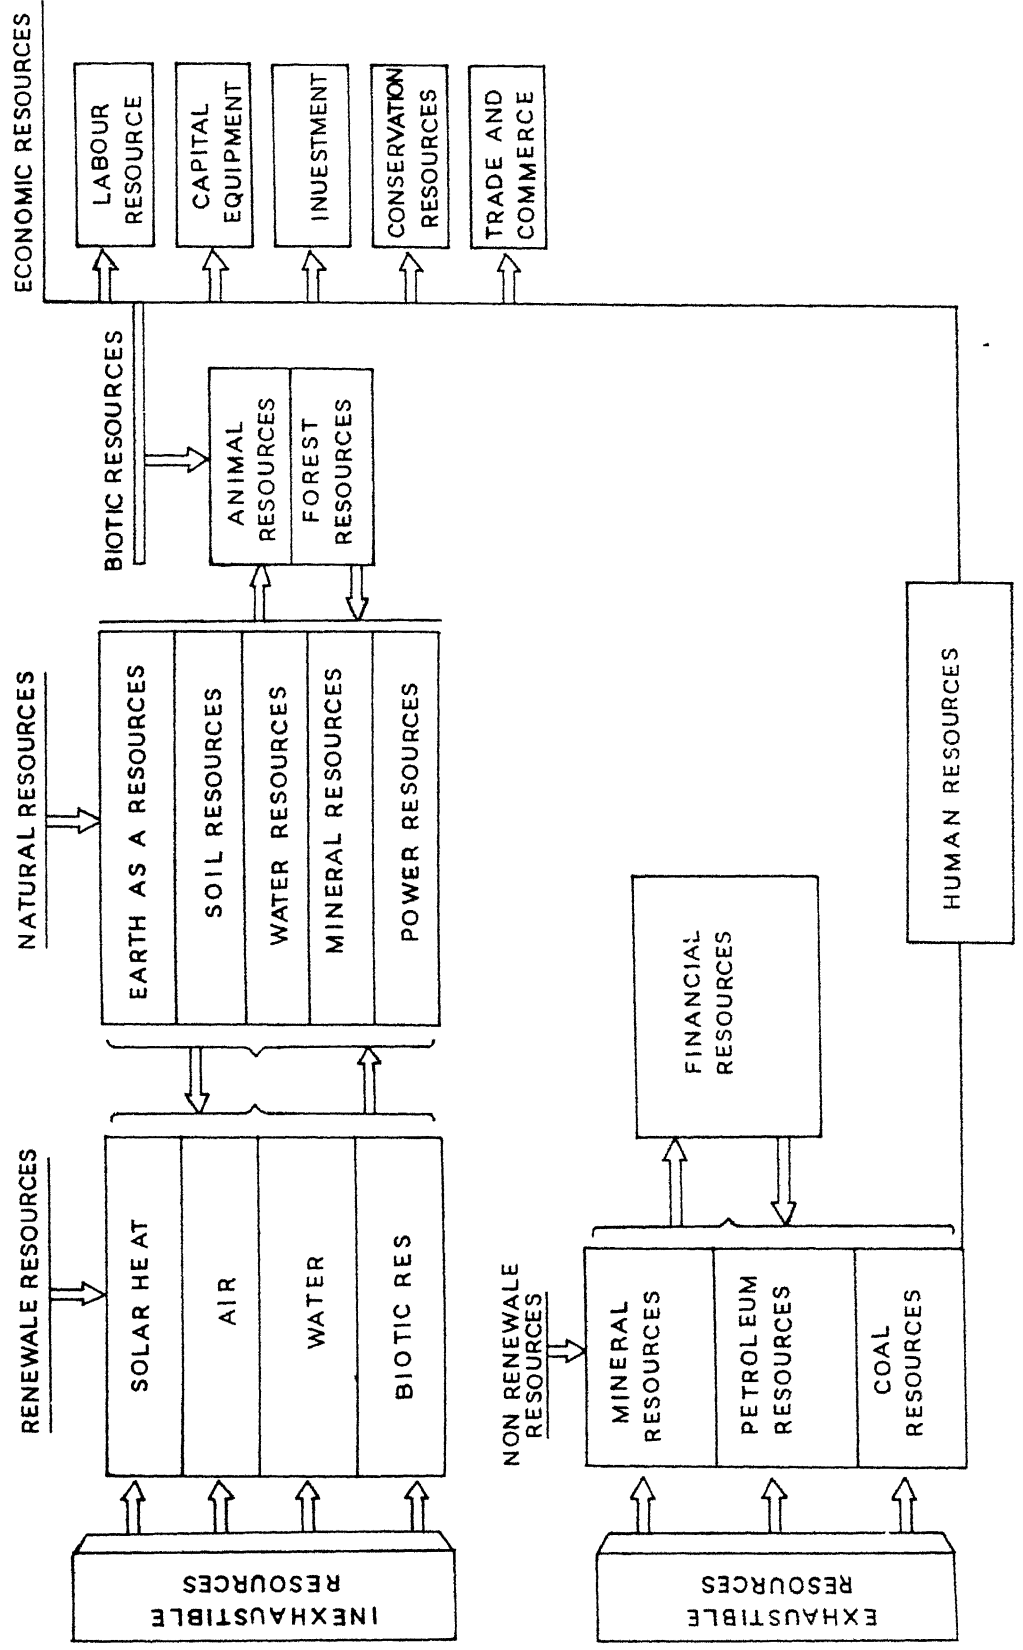 INEXHAUSTIBLE
RESOURCES
RENEWALE RESOURCES
SOLAR HEAT
AIR
WATER
BIOTIC RES
NATURAL RESOURCES
EARTH AS A RESOURCES
SOIL RESOURCES
WATER RESOURCES
MINERAL RESOURCES
POWER RESOURCES
BIOTIC RESOURCES
ANIMAL
RESOURCES
FOREST
RESOURCES
ECONOMIC RESOURCES
LABOUR
RESOURCE
CAPITAL
EQUIPMENT
INUESTMENT
CONSERVATION
RESOURCES
TRADE AND
COMMERCE
EXHAUSTIBLE
RESOURCES
NON RENEWALE
RESOURCES
MINERAL
RESOURCES
PETROLEUM
RESOURCES
COAL
RESOURCES
FINANCIAL
RESOURCES
HUMAN RESOURCES